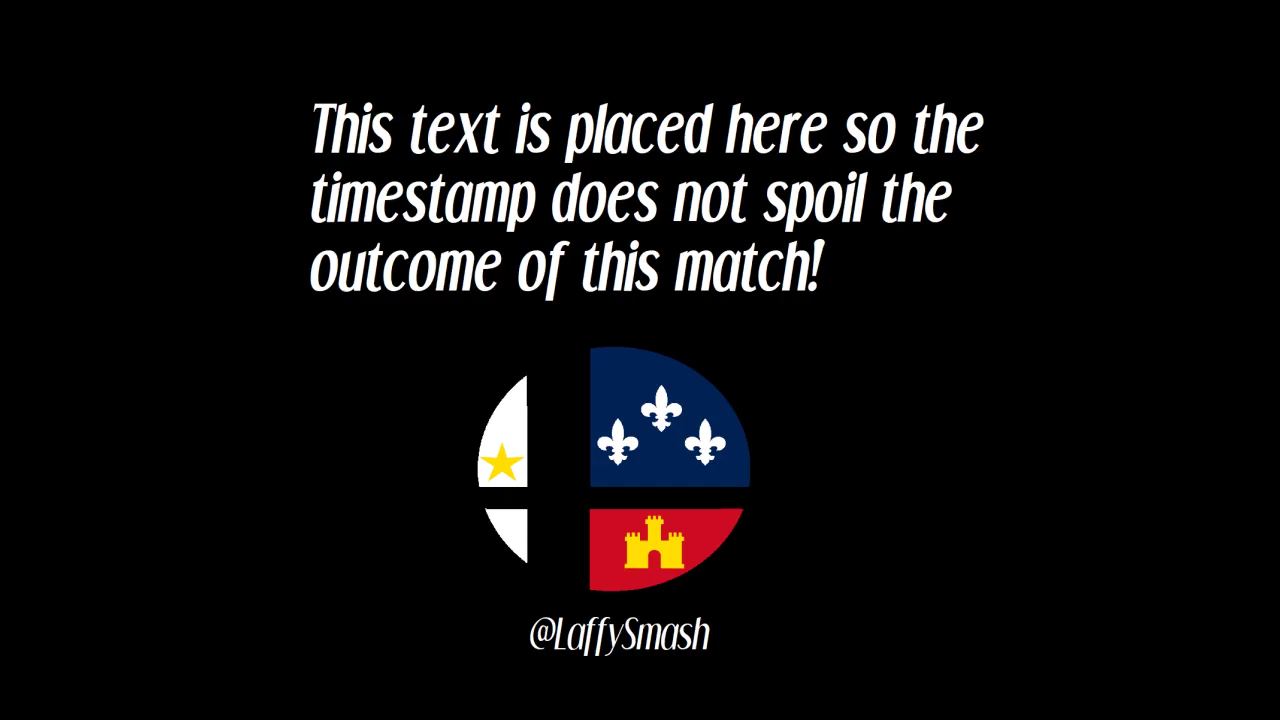 This text is placed here so the
timestamp does not spoil the
outcome of this match!
@LaffySmash